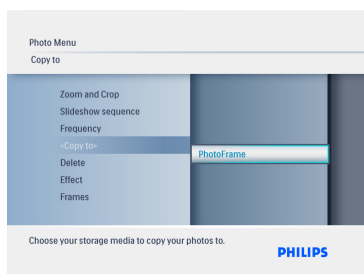 Photo Menu
Copy to
Zoom and Crop
Slideshow sequence
Frequency
<Copy to>
PhotoFrame
Delete
Effect
Frames
Choose your storage media to copy your photos to.
PHILIPS